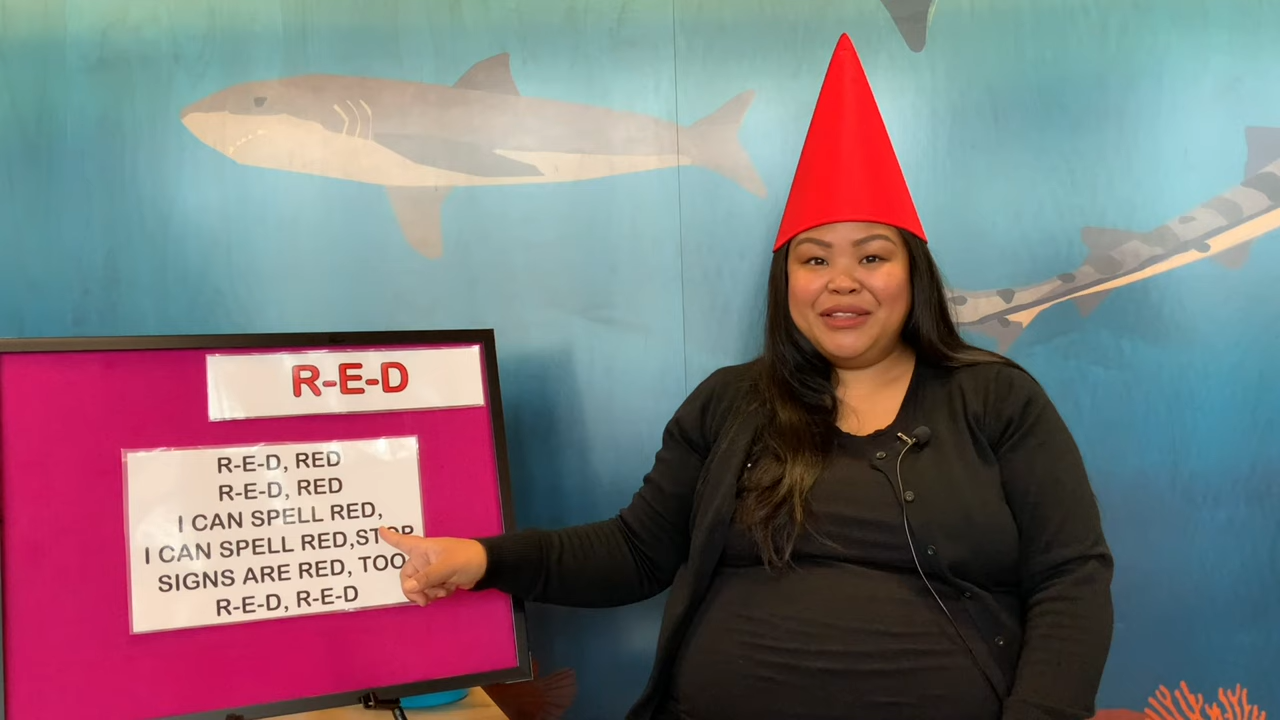 R-E-D
R-E-D, RED
R-E-D, RED
I CAN SPELL RED,
I CAN SPELL RED,STOP
SIGNS ARE RED, TOO
R-E-D, R-E-D